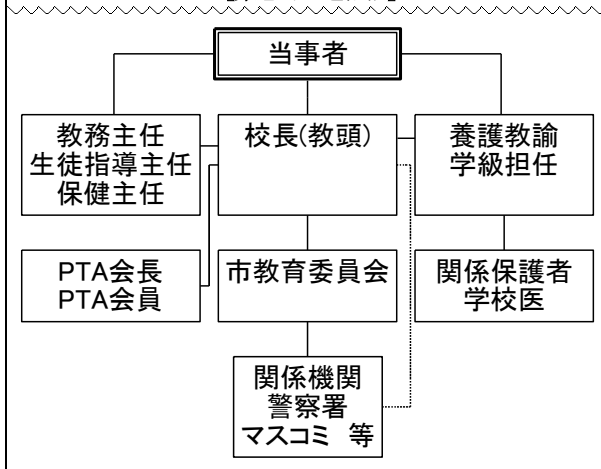 当事者
教務主任
生徒指導主任
保健主任
校長(教頭)
養護教諭
学級担任
PTA会長
PTA会員
市教育委員会
関係保護者
学校医
関係機関
警察署
マスコミ 等